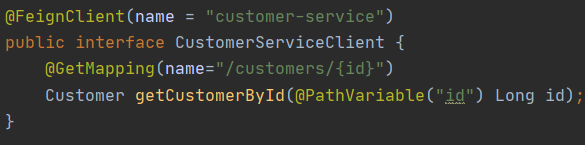 @FeignClient(name = "customer-service")
public interface CustomerServiceClient {
    @GetMapping(name="/customers/{id}")
    Customer getCustomerById(@PathVariable("id") Long id);
}